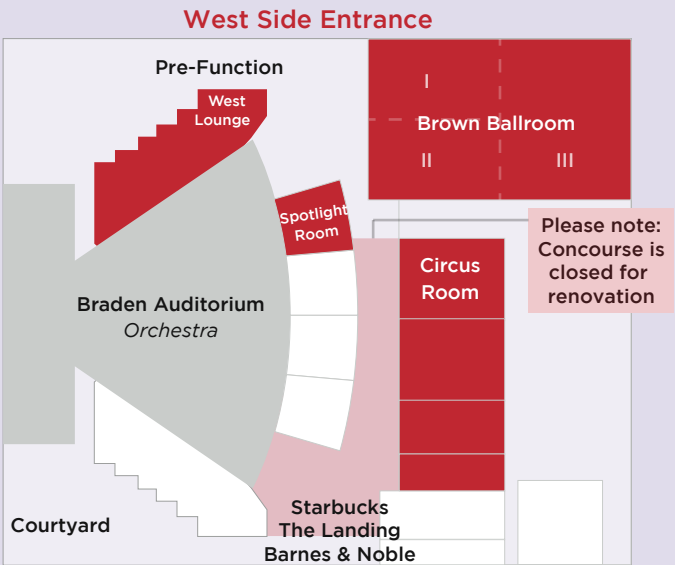 West Side Entrance
Pre-Function
West
Lounge
I
Brown Ballroom
II
III
Spotlight
Room
Please note:
Concourse is
closed for
renovation
Circus
Room
Braden Auditorium
Orchestra
Courtyard
Starbucks
The Landing
Barnes & Noble